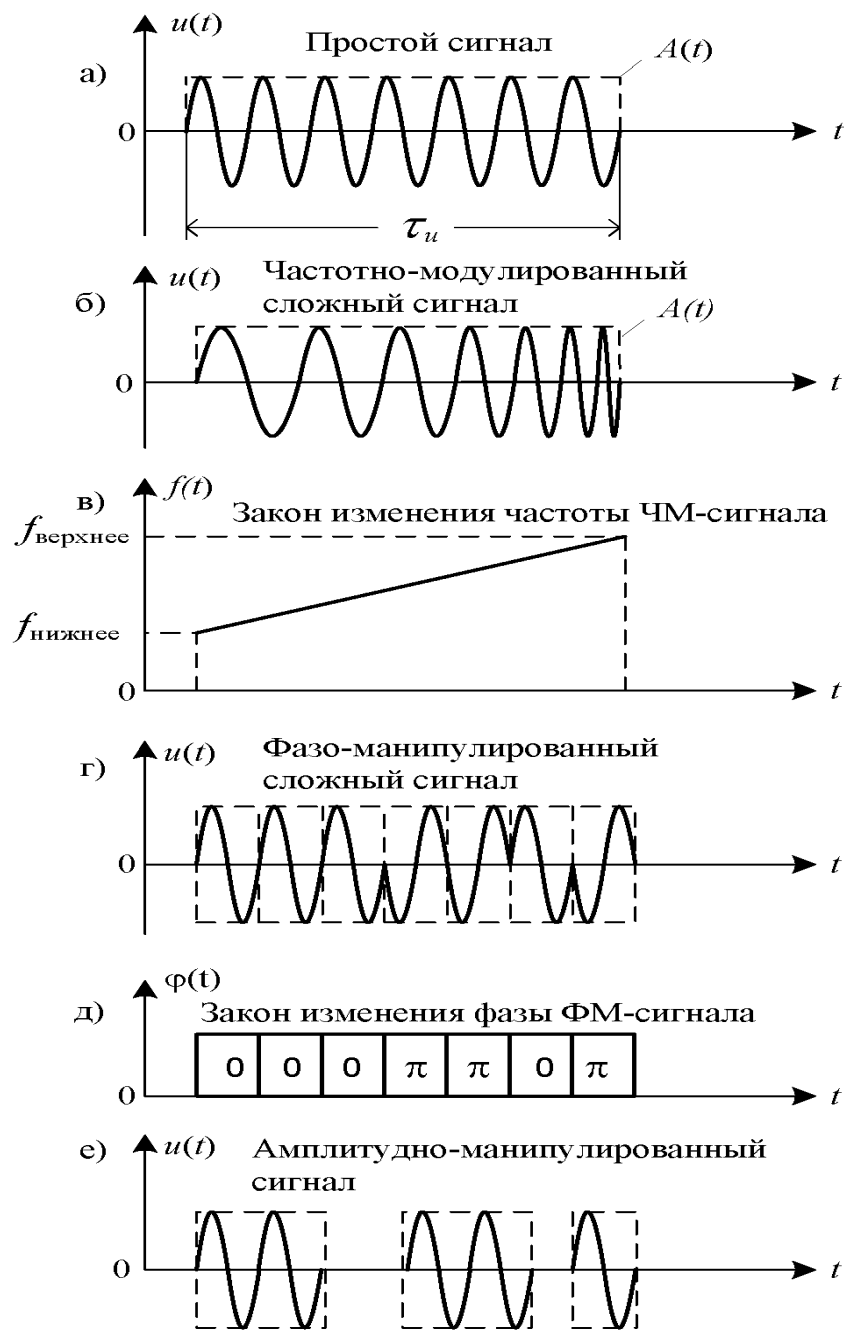 u(t)
Простой сигнал
A(t)
а)
0
t
τu
u(t)
Частотно-модулированный
сложный сигнал
б)
A(t)
0
t
в)
f(t)
Закон изменения частоты ЧМ-сигнала
fверхнее
fнижнее
0
t
г)
u(t)
Фазо-манипулированный
сложный сигнал
0
t
φ(t)
д)
Закон изменения фазы ФМ-сигнала
0 0 0 π π 0 π
0
t
е)
u(t)
Амплитудно-манипулированный
сигнал
0
t